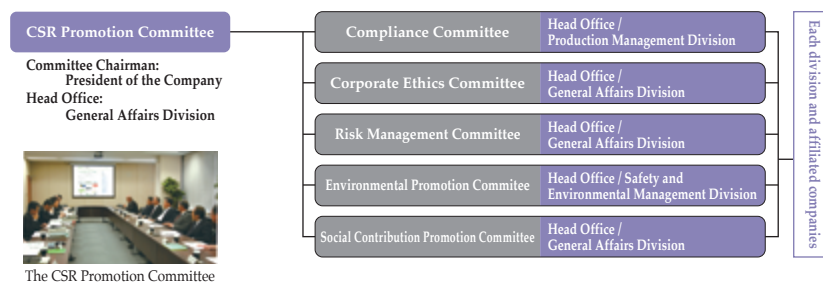 CSR Promotion Committee
Committee Chairman:
President of the Company
Head Office:
General Affairs Division
The CSR Promotion Committee
Compliance Committee
Head Office /
Production Management Division
Corporate Ethics Committee
Head Office /
General Affairs Division
Risk Management Committee
Head Office /
General Affairs Division
Environmental Promotion Commitee
Head Office / Safety and
Environmental Management Division
Social Contribution Promotion Committee
Head Office /
General Affairs Division
Each division and affiliated companies